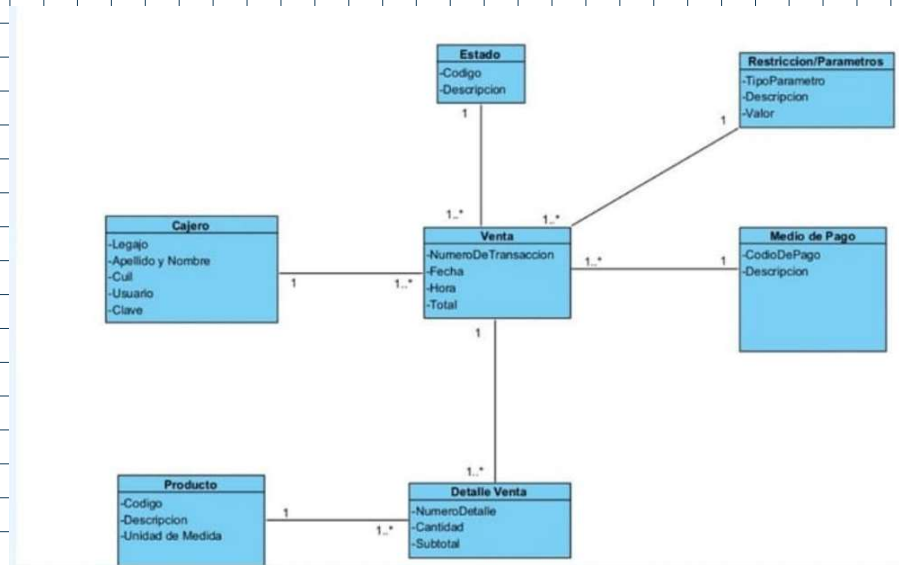 Estado
-Codigo
-Descripcion
1
1..*
Restriccion/Parametros
-TipoParametro
-Descripcion
-Valor
1
1..*
Cajero
-Legajo
-Apellido y Nombre
-Cuil
-Usuario
-Clave
1
1..*
Venta
-NumeroDeTransaccion
-Fecha
-Hora
-Total
1..*
1
Medio de Pago
-CodioDePago
-Descripcion
1
1..*
Producto
-Codigo
-Descripcion
-Unidad de Medida
1
1..*
Detalle Venta
-NumeroDetalle
-Cantidad
-Subtotal